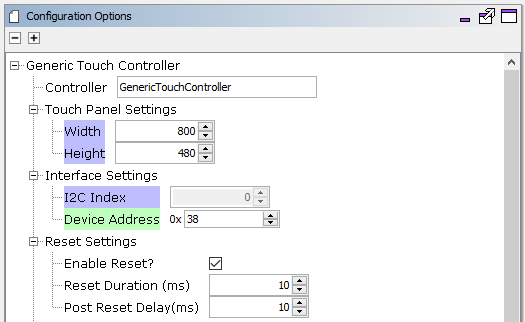 Configuration Options
Generic Touch Controller
Controller GenericTouchController
Touch Panel Settings
Width 800
Height 480
Interface Settings
I2C Index 0
Device Address 0x 38
Reset Settings
Enable Reset?
Reset Duration (ms) 10
Post Reset Delay(ms) 10